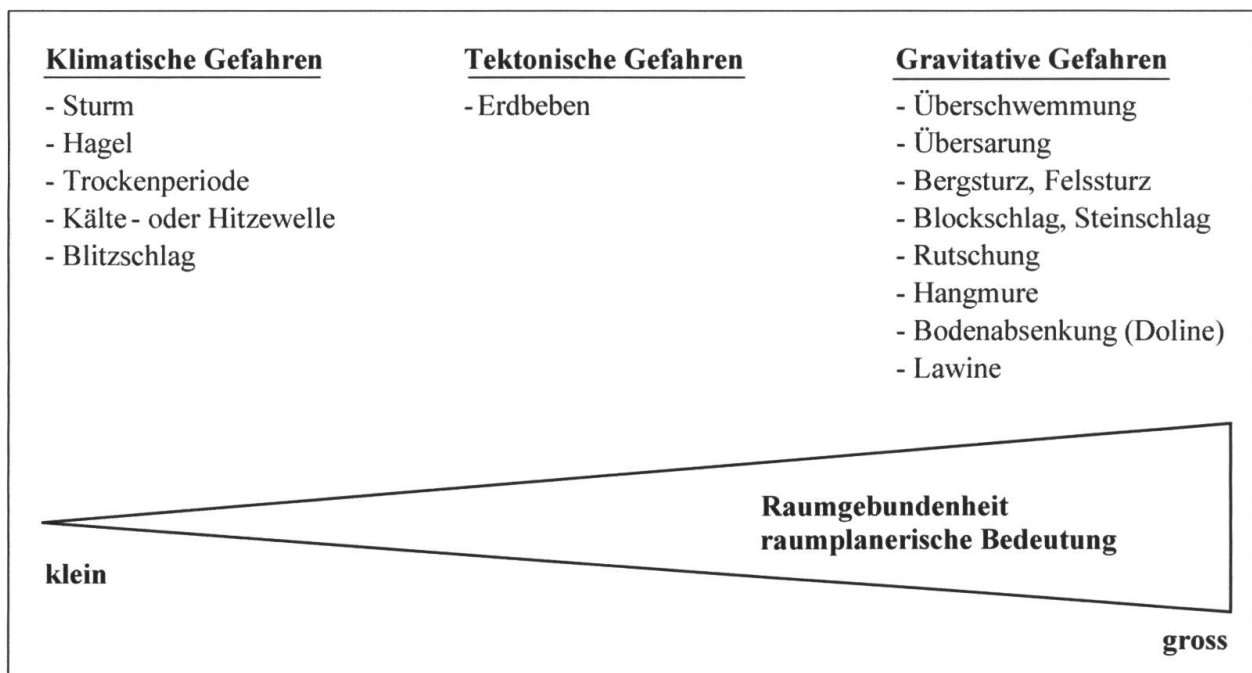 Klimatische Gefahren
- Sturm
- Hagel
- Trockenperiode
- Kälte - oder Hitzewelle
- Blitzschlag
Tektonische Gefahren
- Erdbeben
Gravitative Gefahren
- Überschwemmung
- Übersarung
- Bergsturz, Felssturz
- Blockschlag, Steinschlag
- Rutschung
- Hangmure
- Bodenabsenkung (Doline)
- Lawine
Raumgebundenheit
raumplanerische Bedeutung
klein
gross